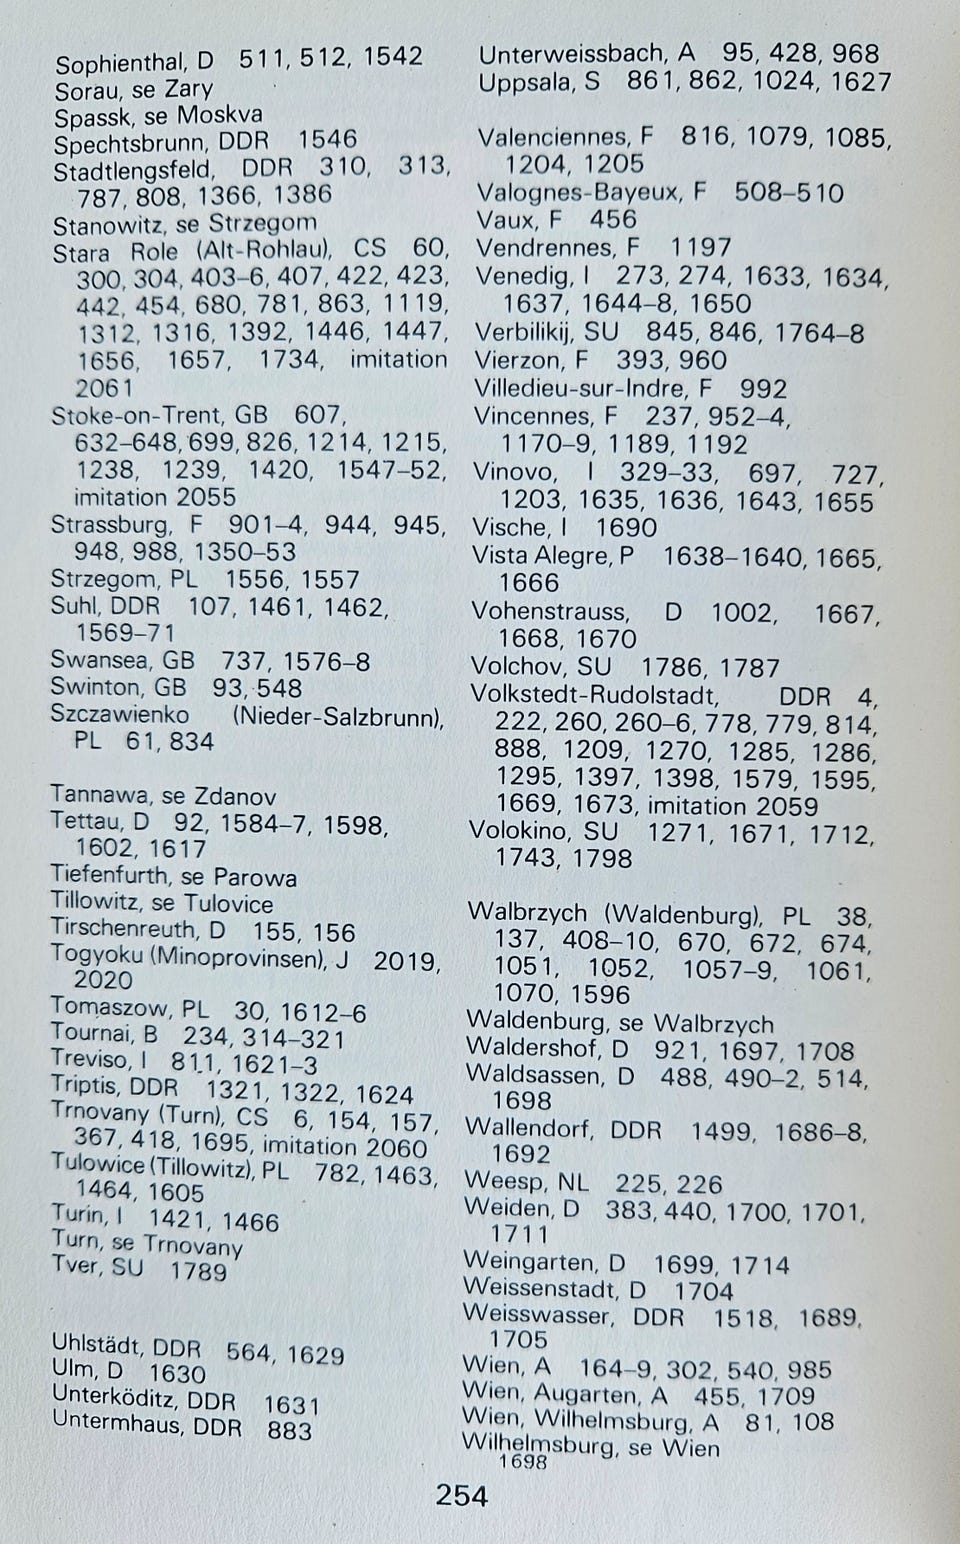 Sophienthal, D 511, 512, 1542
Sorau, se Zary
Spassk, se Moskva
Spechtsbrunn, DDR 1546
Stadtlengsfeld, DDR 310, 313,
787, 808, 1366, 1386
Stanowitz, se Strzegom
Stara Role (Alt-Rohlau), CS 60,
300, 304, 403–6, 407, 422, 423,
442, 454, 680, 781, 863, 1119,
1312, 1316, 1392, 1446, 1447,
1656, 1657, 1734, imitation
2061
Stoke-on-Trent, GB 607,
632–648, 699, 826, 1214, 1215,
1238, 1239, 1420, 1547–52,
imitation 2055
Strassburg, F 901–4, 944, 945,
948, 988, 1350–53
Strzegom, PL 1556, 1557
Suhl, DDR 107, 1461, 1462,
1569–71
Swansea, GB 737, 1576–8
Swinton, GB 93, 548
Szczawienko (Nieder-Salzbrunn),
PL 61, 834

Tannawa, se Zdanov
Tettau, D 92, 1584–7, 1598,
1602, 1617
Tiefenfurth, se Parowa
Tillowitz, se Tulovice
Tirschenreuth, D 155, 156
Togyoku (Minoprovinsen), J 2019,
2020
Tomaszow, PL 30, 1612–6
Tournai, B 234, 314–321
Treviso, I 811, 1621–3
Triptis, DDR 1321, 1322, 1624
Trnovany (Turn), CS 6, 154, 157,
367, 418, 1695, imitation 2060
Tulowice (Tillowitz), PL 782, 1463,
1464, 1605
Turin, I 1421, 1466
Turn, se Trnovany
Tver, SU 1789

Uhlstädt, DDR 564, 1629
Ulm, D 1630
Unterköditz, DDR 1631
Untermhaus, DDR 883
Unterweissbach, A 95, 428, 968
Uppsala, S 861, 862, 1024, 1627

Valenciennes, F 816, 1079, 1085,
1204, 1205
Valognes-Bayeux, F 508–510
Vaux, F 456
Vendrennes, F 1197
Venedig, I 273, 274, 1633, 1634,
1637, 1644–8, 1650
Verbilikij, SU 845, 846, 1764–8
Vierzon, F 393, 960
Villedieu-sur-Indre, F 992
Vincennes, F 237, 952–4,
1170–9, 1189, 1192
Vinovo, I 329–33, 697, 727,
1203, 1635, 1636, 1643, 1655
Vische, I 1690
Vista Alegre, P 1638–1640, 1665,
1666
Vohenstrauss, D 1002, 1667,
1668, 1670
Volchov, SU 1786, 1787
Volkstedt-Rudolstadt, DDR 4,
222, 260, 260–6, 778, 779, 814,
888, 1209, 1270, 1285, 1286,
1295, 1397, 1398, 1579, 1595,
1669, 1673, imitation 2059
Volokino, SU 1271, 1671, 1712,
1743, 1798

Walbrzych (Waldenburg), PL 38,
137, 408–10, 670, 672, 674,
1051, 1052, 1057–9, 1061,
1070, 1596
Waldenburg, se Walbrzych
Waldershof, D 921, 1697, 1708
Waldsassen, D 488, 490–2, 514,
1698
Wallendorf, DDR 1499, 1686–8,
1692
Weesp, NL 225, 226
Weiden, D 383, 440, 1700, 1701,
1711
Weingarten, D 1699, 1714
Weissenstadt, D 1704
Weisswasser, DDR 1518, 1689,
1705
Wien, A 164–9, 302, 540, 985
Wien, Augarten, A 455, 1709
Wien, Wilhelmsburg, A 81, 108
Wilhelmsburg, se Wien
1698
254